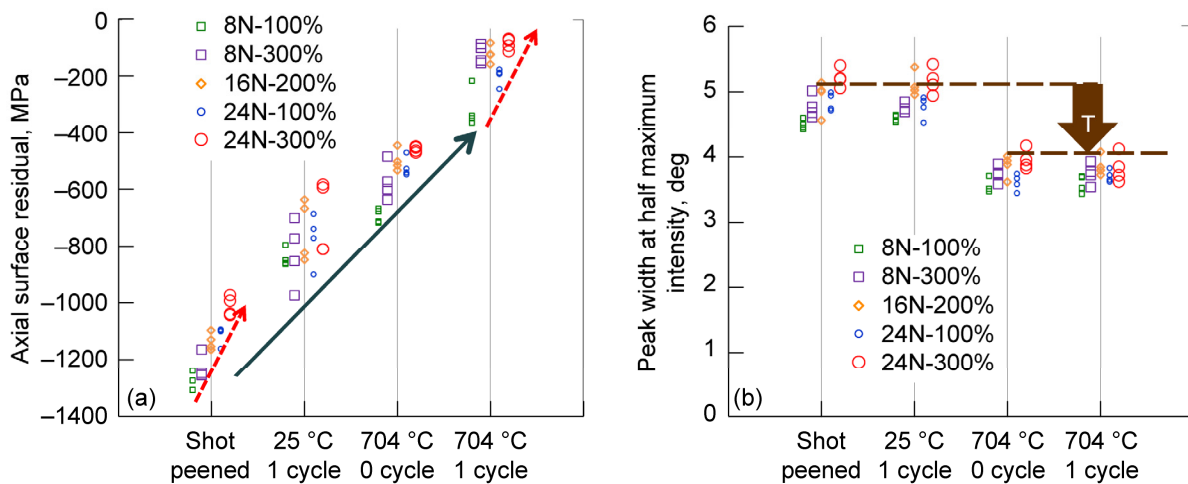 Axial surface residual, MPa
0
–200
–400
–600
–800
–1000
–1200
–1400
8N-100%
8N-300%
16N-200%
24N-100%
24N-300%
(a)
Shot
peened
25 °C
1 cycle
704 °C
0 cycle
704 °C
1 cycle
Peak width at half maximum
intensity, deg
6
5
4
3
2
1
0
T
8N-100%
8N-300%
16N-200%
24N-100%
24N-300%
(b)
Shot
peened
25 °C
1 cycle
704 °C
0 cycle
704 °C
1 cycle